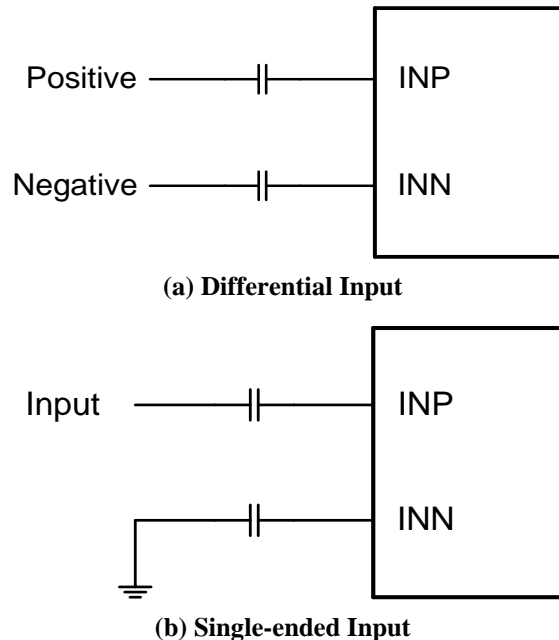 Positive
INP
Negative
INN
(a) Differential Input
Input
INP
INN
(b) Single-ended Input